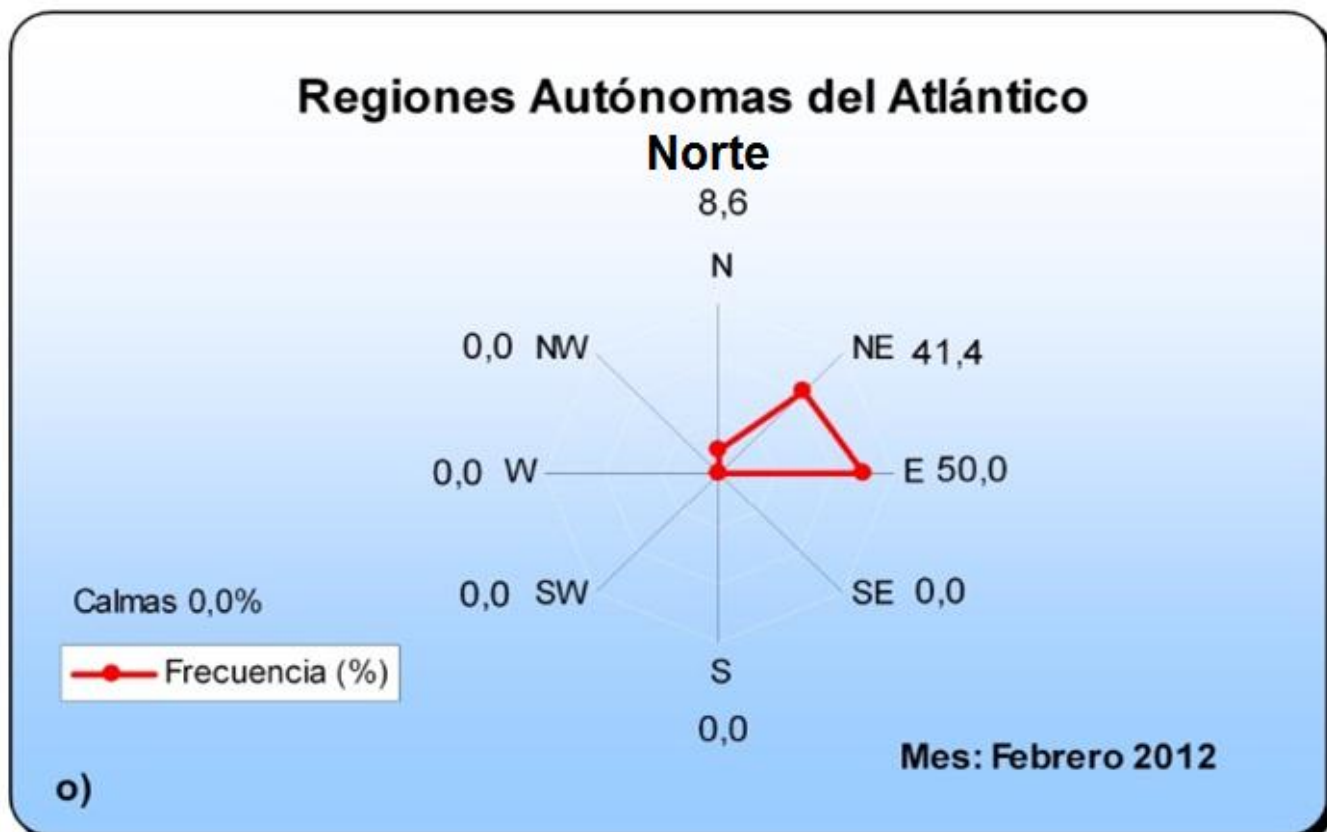 Regiones Autónomas del Atlántico
Norte
8,6
N
0,0 NW
NE 41,4
0,0 W
E 50,0
0,0 SW
SE 0,0
Calmas 0,0%
Frecuencia (%)
S
0,0
Mes: Febrero 2012
o)